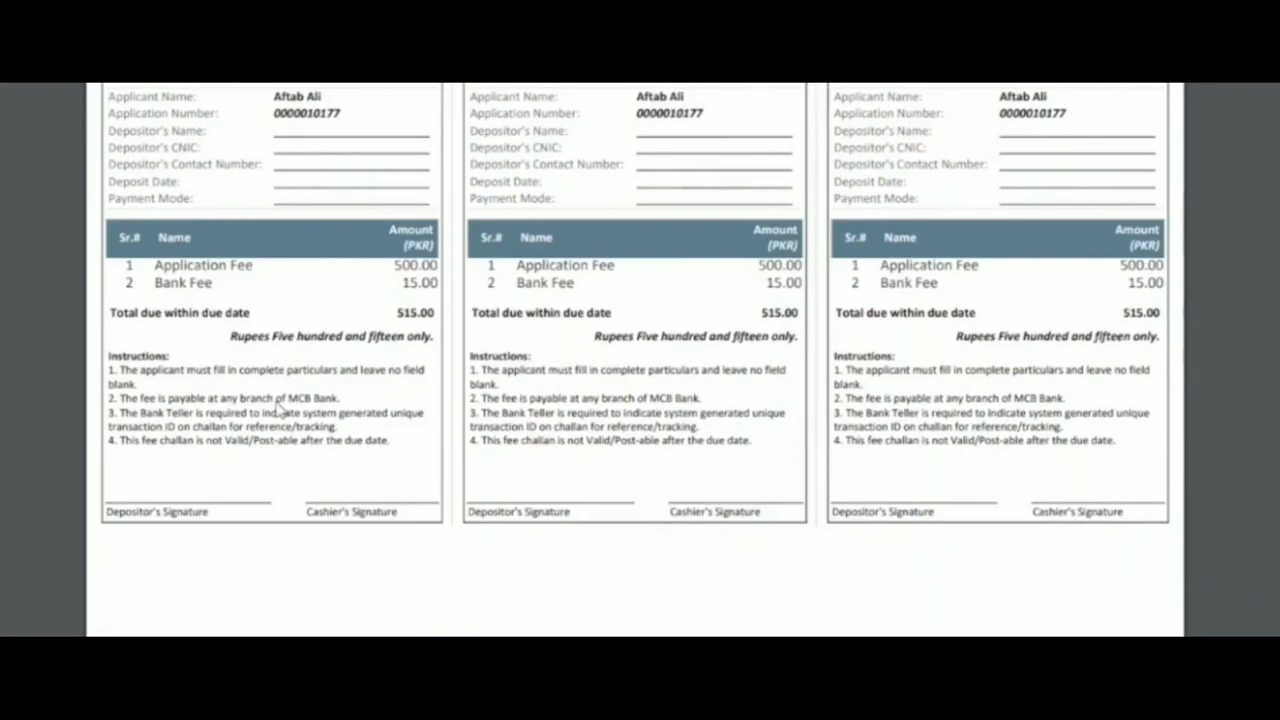 Applicant Name: Aftab Ali
Application Number: 0000010177
Depositor's Name:
Depositor's CNIC:
Depositor's Contact Number:
Deposit Date:
Payment Mode:
Sr.# Name Amount (PKR)
1 Application Fee 500.00
2 Bank Fee 15.00
Total due within due date 515.00
Rupees Five hundred and fifteen only.
Instructions:
1. The applicant must fill in complete particulars and leave no field
blank.
2. The fee is payable at any branch of MCB Bank.
3. The Bank Teller is required to indicate system generated unique
transaction ID on challan for reference/tracking.
4. This fee challan is not Valid/Post-able after the due date.
Depositor's Signature Cashier's Signature
Applicant Name: Aftab Ali
Application Number: 0000010177
Depositor's Name:
Depositor's CNIC:
Depositor's Contact Number:
Deposit Date:
Payment Mode:
Sr.# Name Amount (PKR)
1 Application Fee 500.00
2 Bank Fee 15.00
Total due within due date 515.00
Rupees Five hundred and fifteen only.
Instructions:
1. The applicant must fill in complete particulars and leave no field
blank.
2. The fee is payable at any branch of MCB Bank.
3. The Bank Teller is required to indicate system generated unique
transaction ID on challan for reference/tracking.
4. This fee challan is not Valid/Post-able after the due date.
Depositor's Signature Cashier's Signature
Applicant Name: Aftab Ali
Application Number: 0000010177
Depositor's Name:
Depositor's CNIC:
Depositor's Contact Number:
Deposit Date:
Payment Mode:
Sr.# Name Amount (PKR)
1 Application Fee 500.00
2 Bank Fee 15.00
Total due within due date 515.00
Rupees Five hundred and fifteen only.
Instructions:
1. The applicant must fill in complete particulars and leave no field
blank.
2. The fee is payable at any branch of MCB Bank.
3. The Bank Teller is required to indicate system generated unique
transaction ID on challan for reference/tracking.
4. This fee challan is not Valid/Post-able after the due date.
Depositor's Signature Cashier's Signature